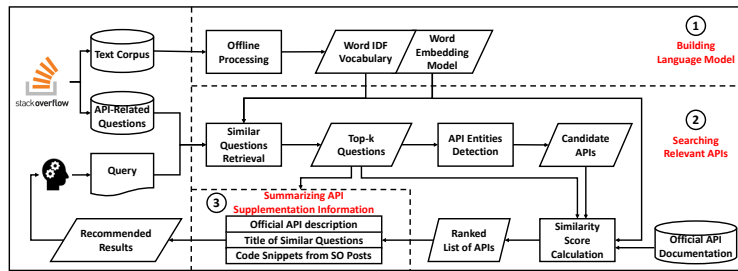 Text Corpus
Offline
Processing
Word IDF
Vocabulary
Word
Embedding
Model
1
Building
Language Model
stackoverflow
API-Related
Questions
Query
Similar
Questions
Retrieval
Top-k
Questions
API Entities
Detection
Candidate
APIs
2
Searching
Relevant APIs
3
Summarizing API
Supplementation Information
Official API description
Title of Similar Questions
Code Snippets from SO Posts
Recommended
Results
Ranked
List of APIs
Similarity
Score
Calculation
Official API
Documentation